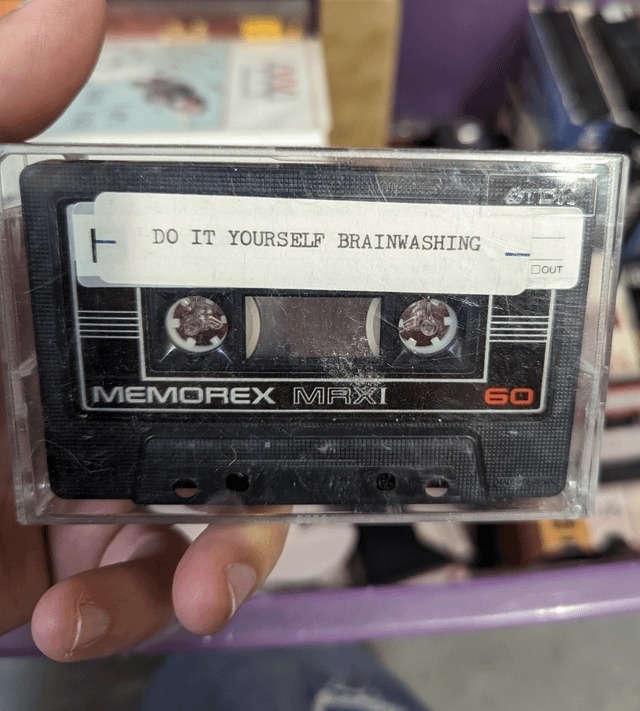 TDK
DO IT YOURSELF BRAINWASHING
OUT
MEMOREX MRXI 60